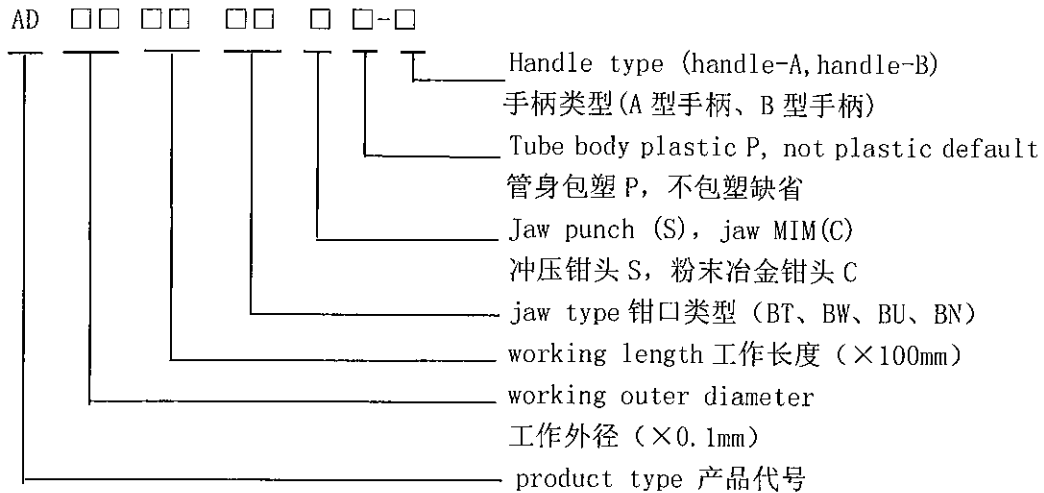 AD □□ □□ □□ □ □-□
Handle type (handle-A,handle-B)
手柄类型(A 型手柄、B 型手柄)
Tube body plastic P, not plastic default
管身包塑 P，不包塑缺省
Jaw punch (S), jaw MIM(C)
冲压钳头 S，粉末冶金钳头 C
jaw type 钳口类型（BT、BW、BU、BN）
working length 工作长度（×100mm）
working outer diameter
工作外径（×0.1mm）
product type 产品代号